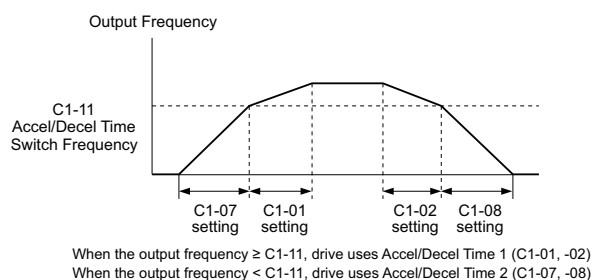 Output Frequency
C1-11
Accel/Decel Time
Switch Frequency
C1-07
setting
C1-01
setting
C1-02
setting
C1-08
setting
When the output frequency ≥ C1-11, drive uses Accel/Decel Time 1 (C1-01, -02)
When the output frequency < C1-11, drive uses Accel/Decel Time 2 (C1-07, -08)